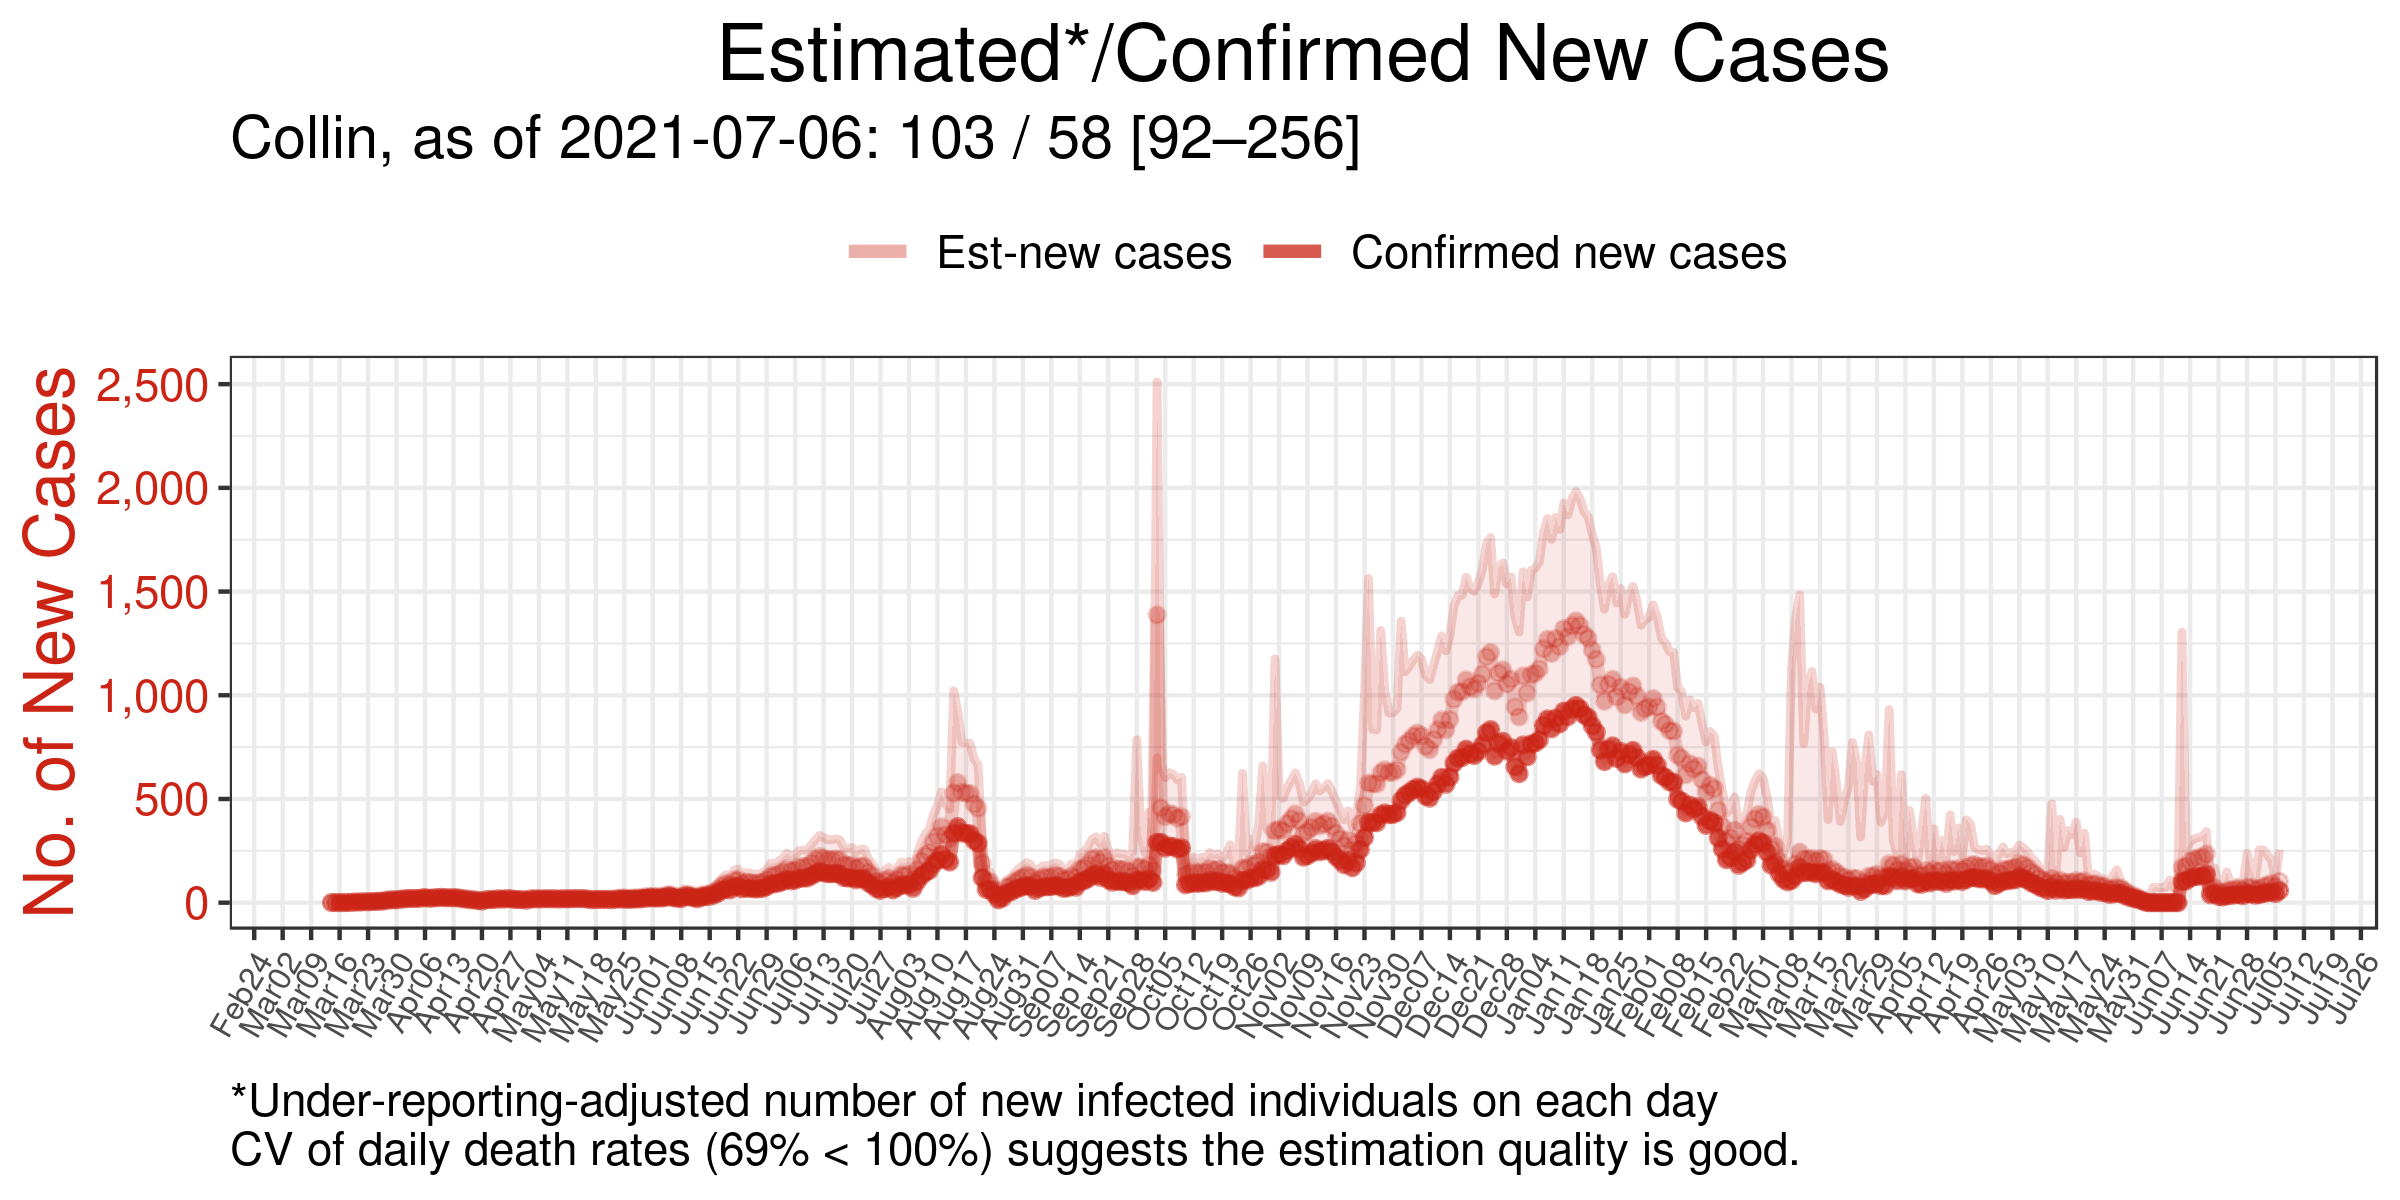 Estimated*/Confirmed New Cases
Collin, as of 2021-07-06: 103 / 58 [92–256]
Est-new cases
Confirmed new cases
No. of New Cases
2,500
2,000
1,500
1,000
500
0
Feb24
Mar02
Mar09
Mar16
Mar23
Mar30
Apr06
Apr13
Apr20
Apr27
May04
May11
May18
May25
Jun01
Jun08
Jun15
Jun22
Jun29
Jul06
Jul13
Jul20
Jul27
Aug03
Aug10
Aug17
Aug24
Aug31
Sep07
Sep14
Sep21
Sep28
Oct05
Oct12
Oct19
Oct26
Nov02
Nov09
Nov16
Nov23
Nov30
Dec07
Dec14
Dec21
Dec28
Jan04
Jan11
Jan18
Jan25
Feb01
Feb08
Feb15
Feb22
Mar01
Mar08
Mar15
Mar22
Mar29
Apr05
Apr12
Apr19
Apr26
May03
May10
May17
May24
May31
Jun07
Jun14
Jun21
Jun28
Jul05
Jul12
Jul19
Jul26
*Under-reporting-adjusted number of new infected individuals on each day
CV of daily death rates (69% < 100%) suggests the estimation quality is good.